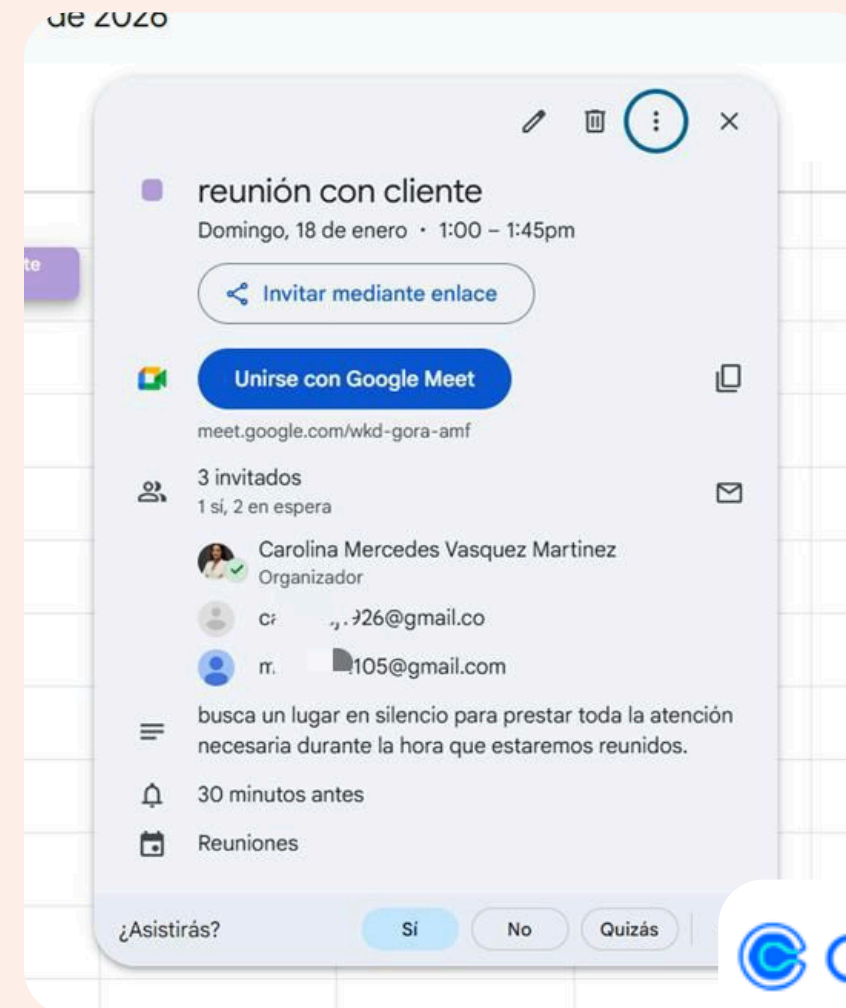 de 2026
reunión con cliente
Domingo, 18 de enero • 1:00 – 1:45pm
te
Invitar mediante enlace
Unirse con Google Meet
meet.google.com/wkd-gora-amf
3 invitados
1 sí, 2 en espera
Carolina Mercedes Vasquez Martinez
Organizador
926@gmail.co
105@gmail.com
busca un lugar en silencio para prestar toda la atención
necesaria durante la hora que estaremos reunidos.
30 minutos antes
Reuniones
¿Asistirás?
Sí
No
Quizás